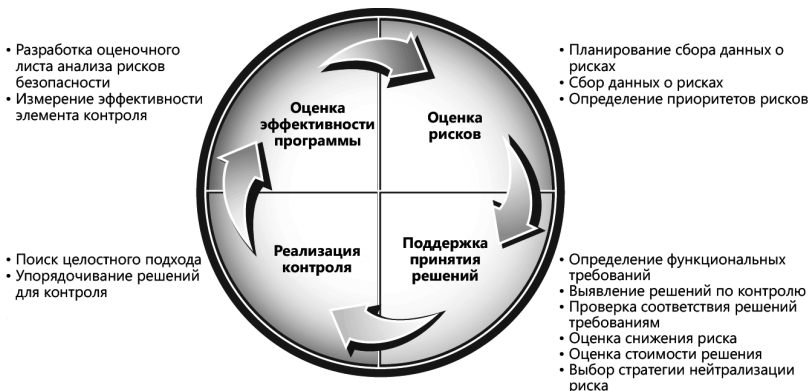 • Разработка оценочного
листа анализа рисков
безопасности
• Измерение эффективности
элемента контроля
Оценка
эффективности
программы
Оценка
рисков
• Планирование сбора данных о
рисках
• Сбор данных о рисках
• Определение приоритетов рисков
• Поиск целостного подхода
• Упорядочивание решений
для контроля
Реализация
контроля
Поддержка
принятия
решений
• Определение функциональных
требований
• Выявление решений по контролю
• Проверка соответствия решений
требованиям
• Оценка снижения риска
• Оценка стоимости решения
• Выбор стратегии нейтрализации
риска